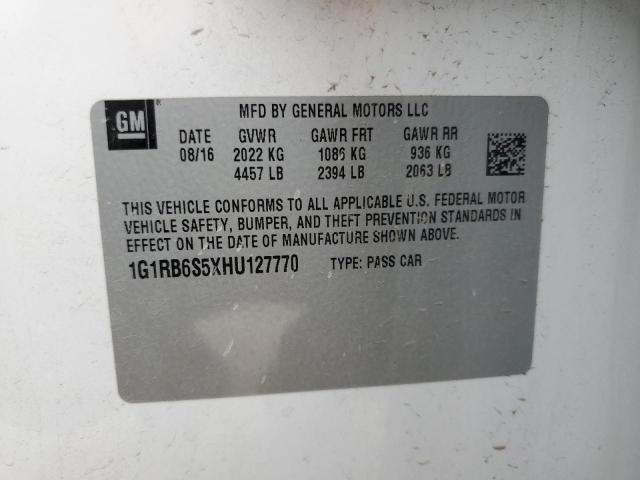 GM
MFD BY GENERAL MOTORS LLC
DATE GVWR GAWR FRT GAWR RR
08/16 2022 KG 1086 KG 936 KG
4457 LB 2394 LB 2063 LB
THIS VEHICLE CONFORMS TO ALL APPLICABLE U.S. FEDERAL MOTOR
VEHICLE SAFETY, BUMPER, AND THEFT PREVENTION STANDARDS IN
EFFECT ON THE DATE OF MANUFACTURE SHOWN ABOVE.
1G1RB6S5XHU127770 TYPE: PASS CAR